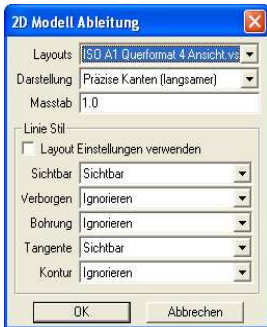 2D Modell Ableitung
Layouts ISO A1 Querformat 4 Ansicht.vs
Darstellung Präzise Kanten (langsamer)
Masstab 1.0
Linie Stil
Layout Einstellungen verwenden
Sichtbar Sichtbar
Verborgen Ignorieren
Bohrung Ignorieren
Tangente Sichtbar
Kontur Ignorieren
OK Abbrechen